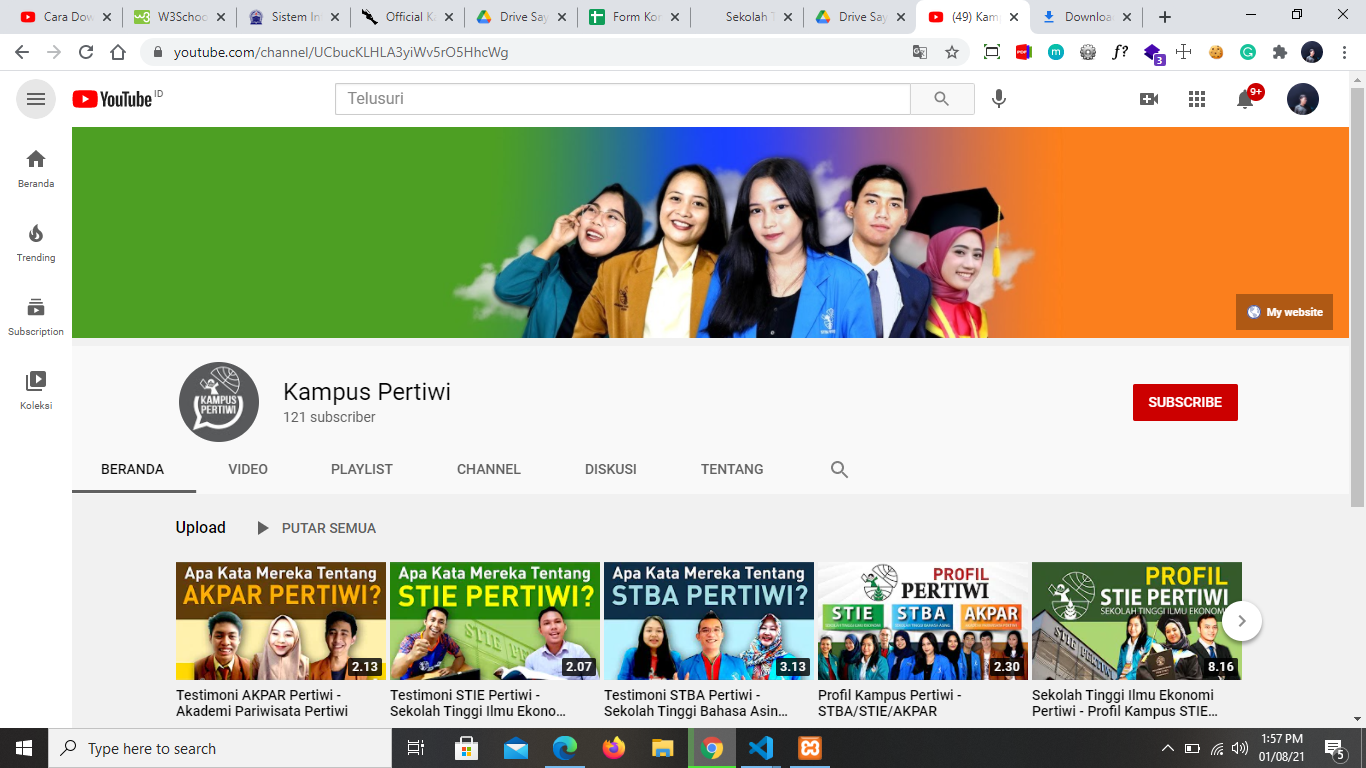 Cara Dow
W3Schoo
Sistem In
Official Ka
Drive Say
Form Kor
Sekolah T
Drive Say
(49) Kam
Downloa
youtube.com/channel/UCbucKLHLA3yiWv5rO5HhcWg
PDF
m
f?
3
G
YouTube ID
Telusuri
9+
Beranda
Trending
Subscription
Koleksi
My website
KAMPUS
PERTIWI
Kampus Pertiwi
121 subscriber
SUBSCRIBE
BERANDA
VIDEO
PLAYLIST
CHANNEL
DISKUSI
TENTANG
Upload
PUTAR SEMUA
Apa Kata Mereka Tentang
AKPAR PERTIWI?
2.13
Testimoni AKPAR Pertiwi -
Akademi Pariwisata Pertiwi
Apa Kata Mereka Tentang
STIE PERTIWI?
2.07
Testimoni STIE Pertiwi -
Sekolah Tinggi Ilmu Ekono...
Apa Kata Mereka Tentang
STBA PERTIWI?
3.13
Testimoni STBA Pertiwi -
Sekolah Tinggi Bahasa Asin...
PROFIL
PERTIWI
STIE
STBA
AKPAR
2.30
Profil Kampus Pertiwi -
STBA/STIE/AKPAR
PROFIL
STIE PERTIWI
SEKOLAH TINGGI ILMU EKONOMI
8.16
Sekolah Tinggi Ilmu Ekonomi
Pertiwi - Profil Kampus STIE...
Type here to search
1:57 PM
01/08/21
5